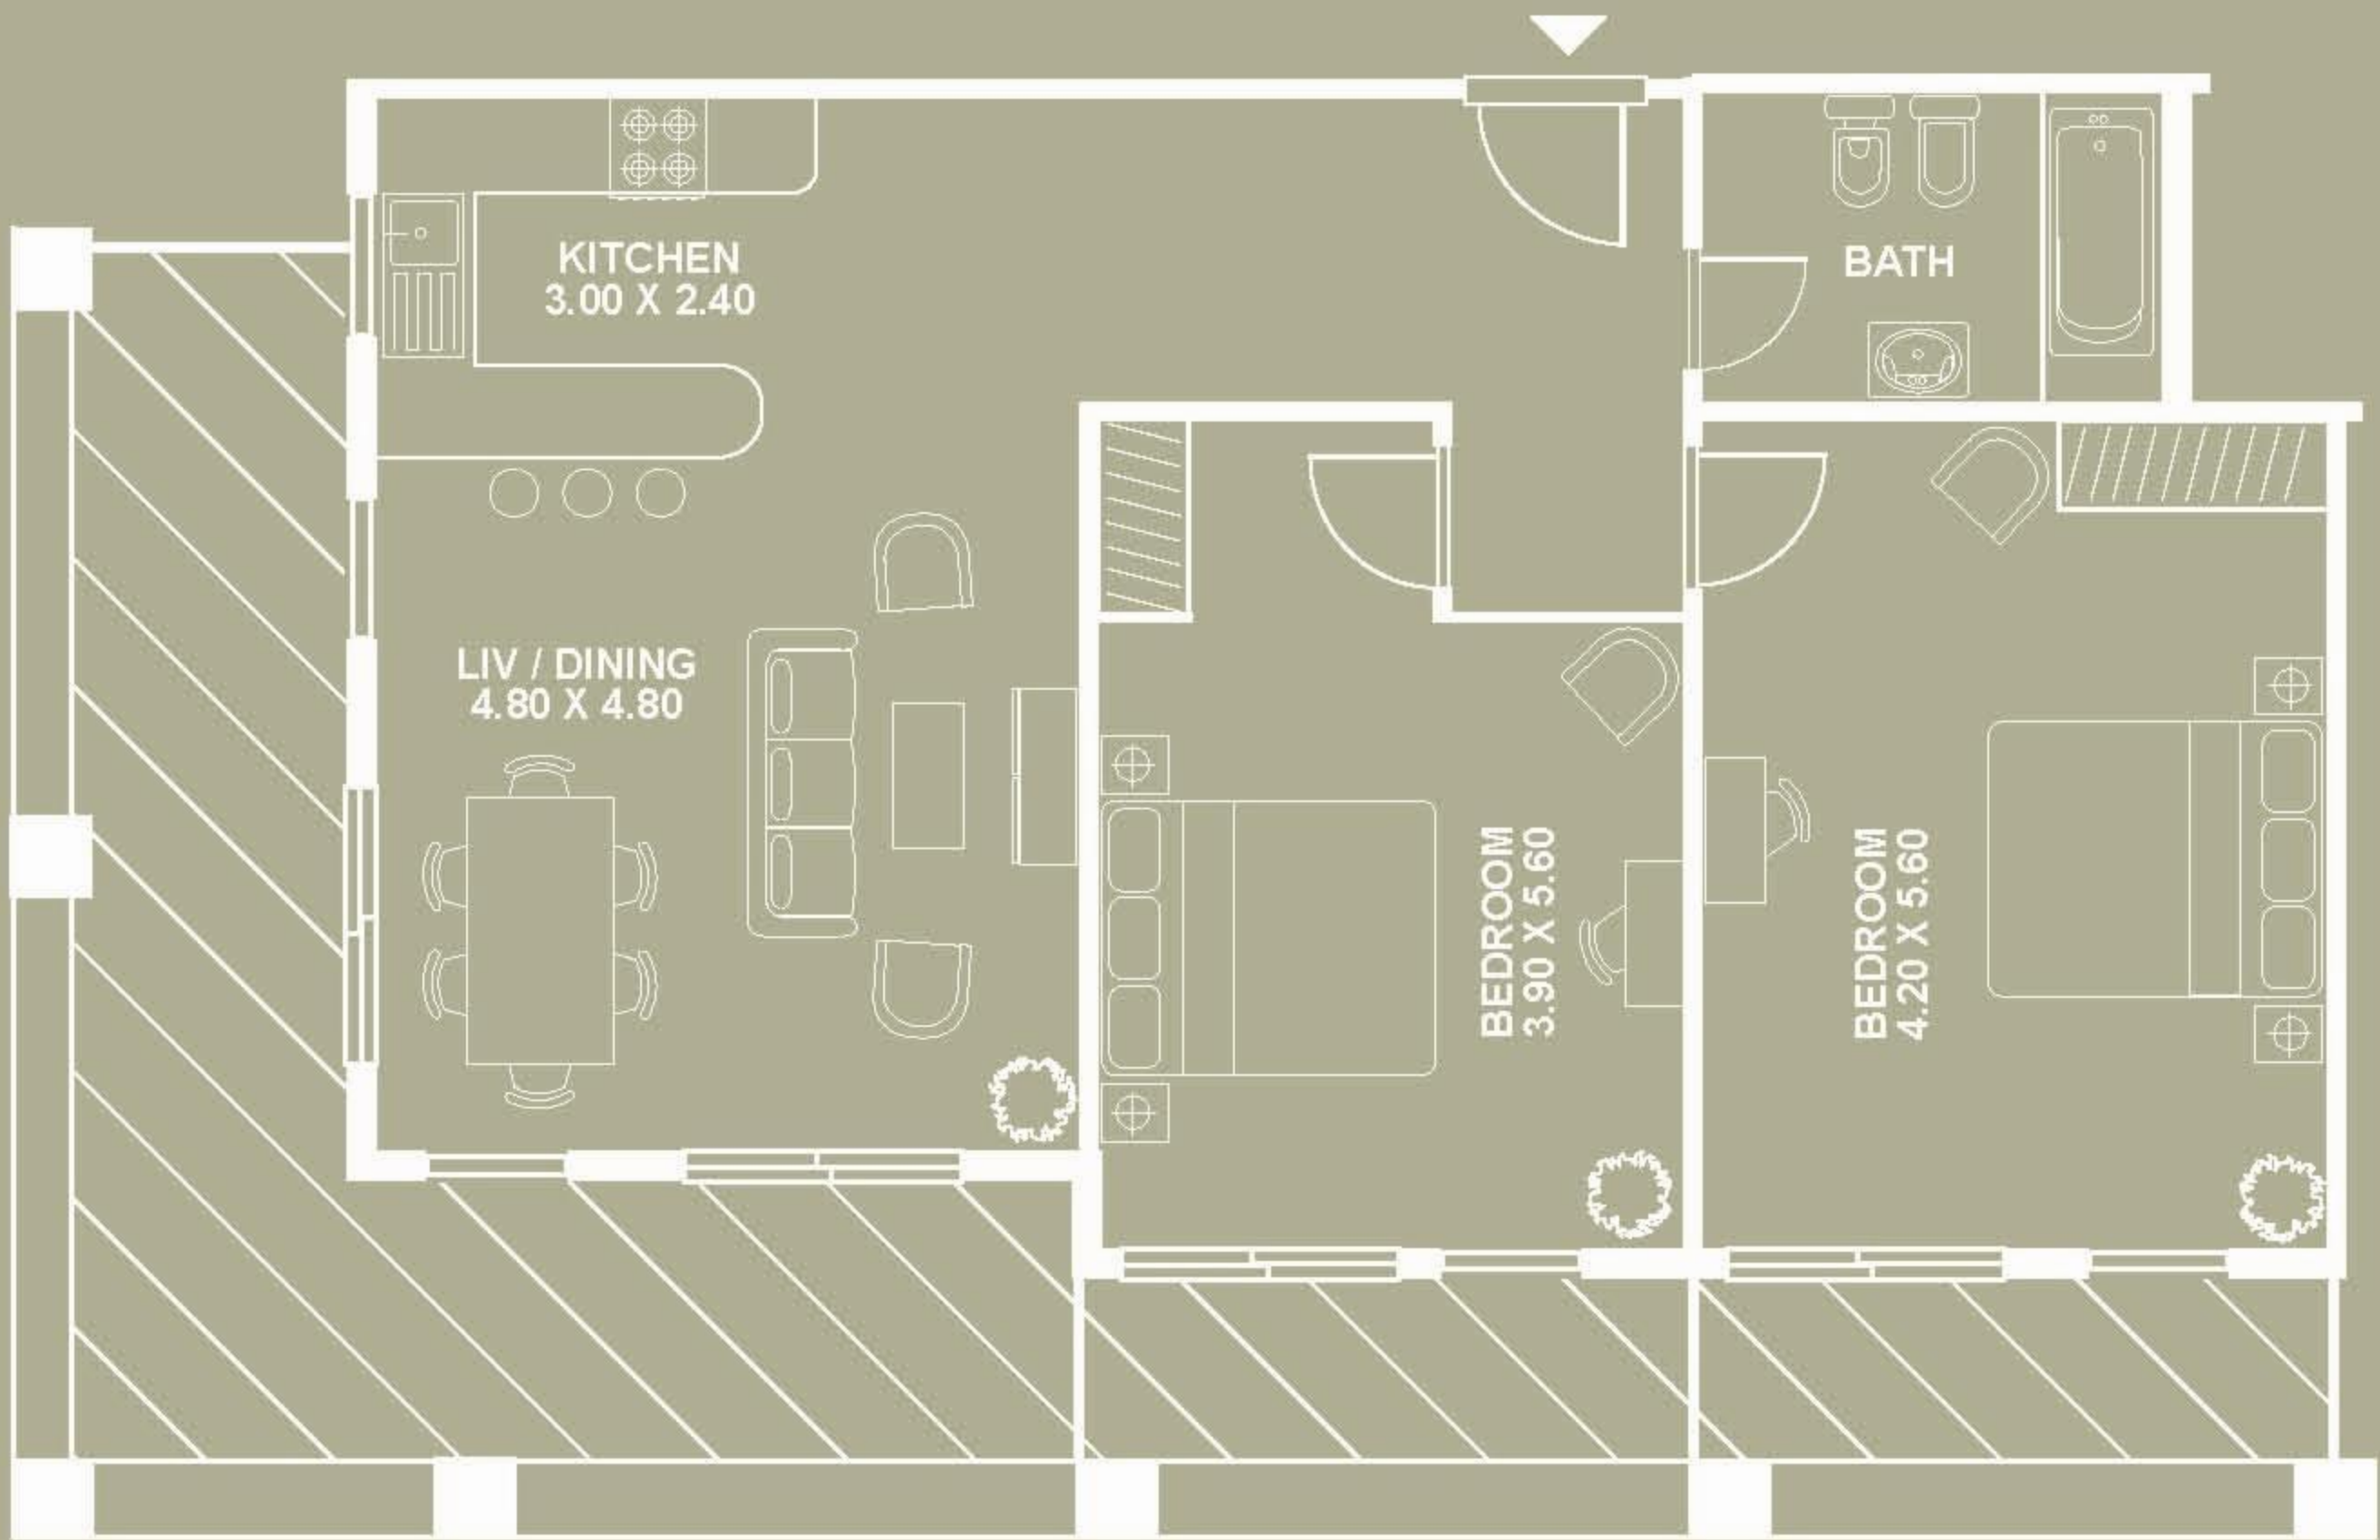 KITCHEN
3.00 X 2.40
BATH
LIV / DINING
4.80 X 4.80
BEDROOM
3.90 X 5.60
BEDROOM
4.20 X 5.60